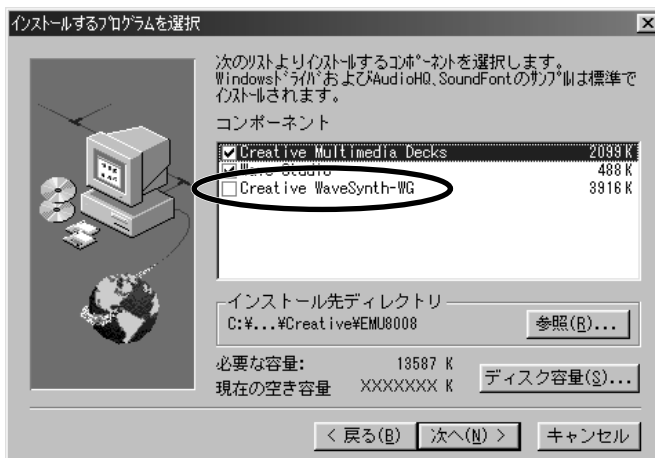 インストールするプログラムを選択
次のリストよりインストールするコンポーネントを選択します。
WindowsドライバおよびAudioHQ、SoundFontのサンプルは標準で
インストールされます。
コンポーネント
Creative Multimedia Decks 2099 K
Wave Studio 488 K
Creative WaveSynth-WG 3916 K
インストール先ディレクトリ
C:¥...¥Creative¥EMU8008 参照(R)...
必要な容量: 13587 K
現在の空き容量 XXXXXXX K ディスク容量(S)...
< 戻る(B) 次へ(N) > キャンセル